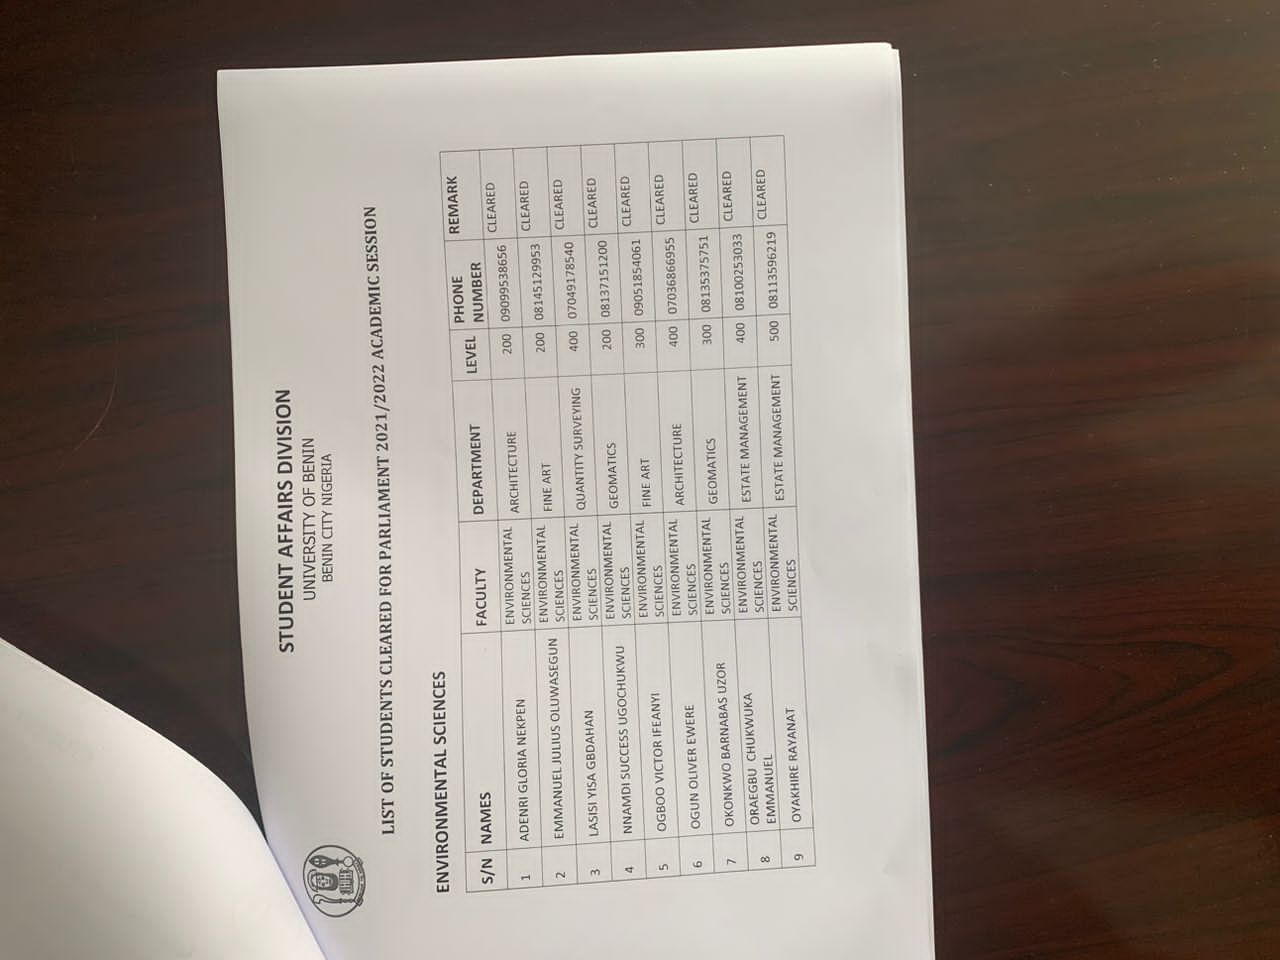 STUDENT AFFAIRS DIVISION
UNIVERSITY OF BENIN
BENIN CITY NIGERIA
LIST OF STUDENTS CLEARED FOR PARLIAMENT 2021/2022 ACADEMIC SESSION
ENVIRONMENTAL SCIENCES
S/N NAMES FACULTY DEPARTMENT LEVEL PHONE NUMBER REMARK
1 ADENRI GLORIA NEKPEN ENVIRONMENTAL SCIENCES ARCHITECTURE 200 09099538656 CLEARED
2 EMMANUEL JULIUS OLUWASEGUN ENVIRONMENTAL SCIENCES FINE ART 200 08145129953 CLEARED
3 LASISI YISA GBDAHAN ENVIRONMENTAL SCIENCES QUANTITY SURVEYING 400 07049178540 CLEARED
4 NNAMDI SUCCESS UGOCHUKWU ENVIRONMENTAL SCIENCES GEOMATICS 200 08137151200 CLEARED
5 OGBOO VICTOR IFEANYI ENVIRONMENTAL SCIENCES FINE ART 300 09051854061 CLEARED
6 OGUN OLIVER EWERE ENVIRONMENTAL SCIENCES ARCHITECTURE 400 07036866955 CLEARED
7 OKONKWO BARNABAS UZOR ENVIRONMENTAL SCIENCES GEOMATICS 300 08135375751 CLEARED
8 ORAEGBU CHUKWUKA EMMANUEL ENVIRONMENTAL SCIENCES ESTATE MANAGEMENT 400 08100253033 CLEARED
9 OYAKHIRE RAYANAT ENVIRONMENTAL SCIENCES ESTATE MANAGEMENT 500 08113596219 CLEARED